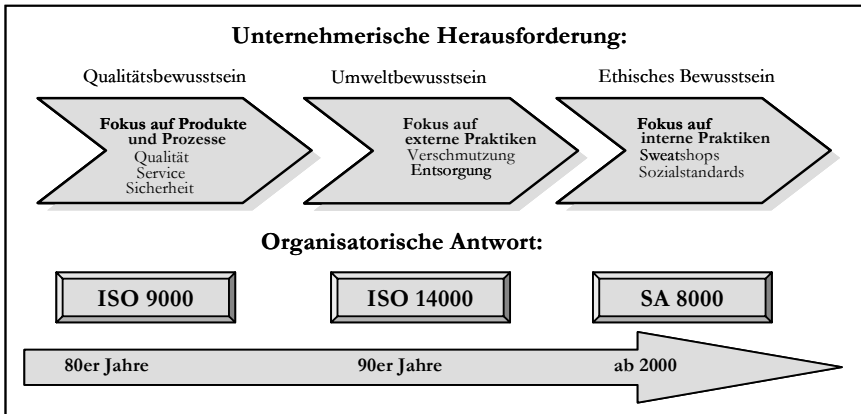 Unternehmerische Herausforderung:
Qualitätsbewusstsein
Umweltbewusstsein
Ethisches Bewusstsein
Fokus auf Produkte
und Prozesse
Qualität
Service
Sicherheit
Fokus auf
externe Praktiken
Verschmutzung
Entsorgung
Fokus auf
interne Praktiken
Sweatshops
Sozialstandards
Organisatorische Antwort:
ISO 9000
ISO 14000
SA 8000
80er Jahre
90er Jahre
ab 2000